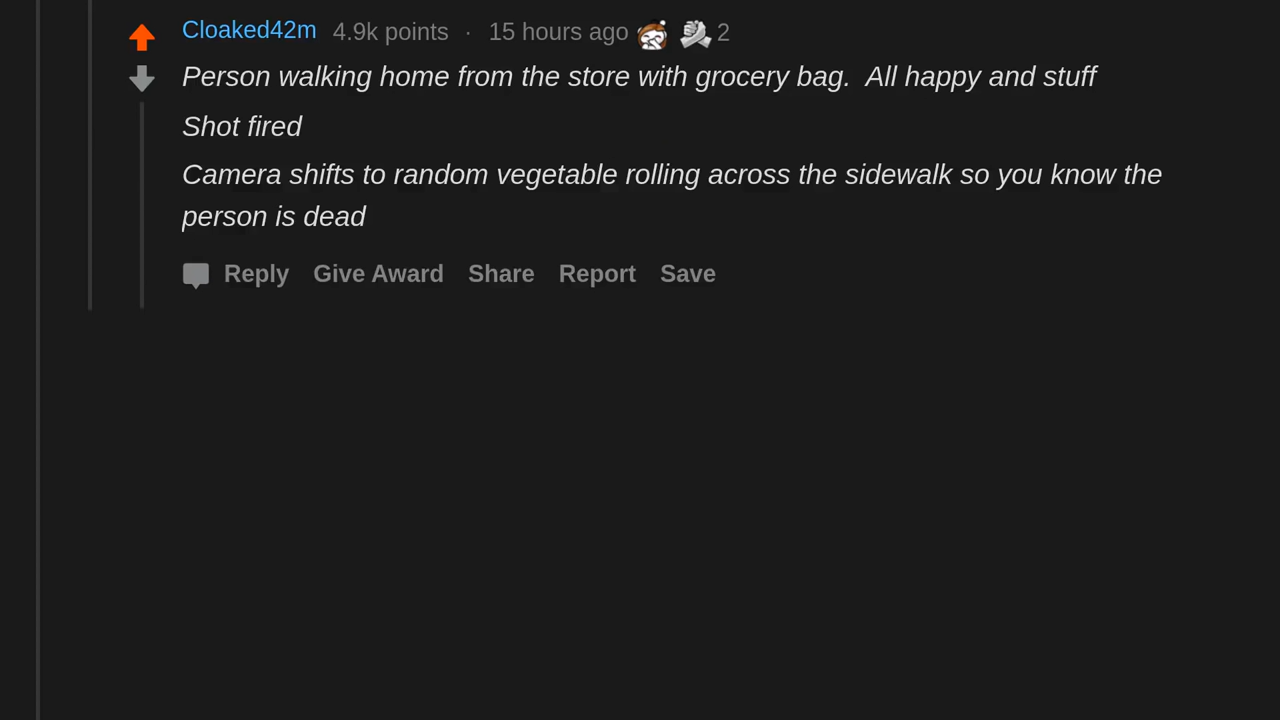 Cloaked42m 4.9k points · 15 hours ago 2
Person walking home from the store with grocery bag.  All happy and stuff
Shot fired
Camera shifts to random vegetable rolling across the sidewalk so you know the
person is dead
Reply Give Award Share Report Save